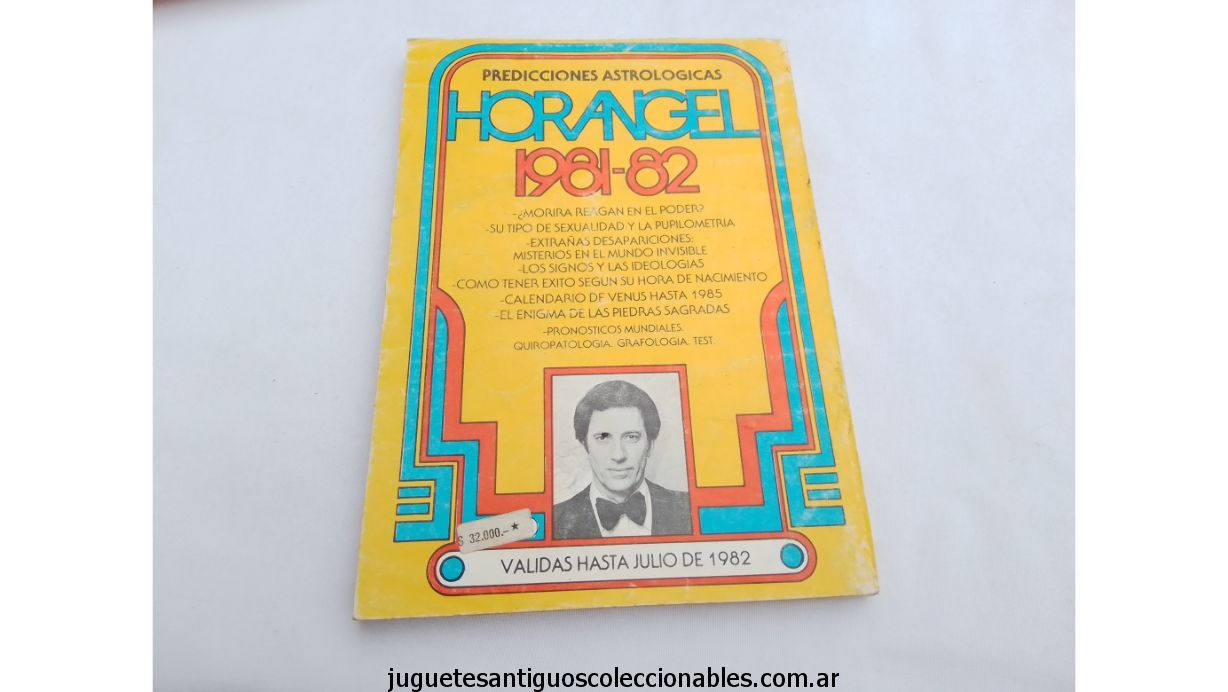 PREDICCIONES ASTROLOGICAS
HORANGEL
1981-82
-¿MORIRA REAGAN EN EL PODER?
-SU TIPO DE SEXUALIDAD Y LA PUPILOMETRIA
-EXTRAÑAS DESAPARICIONES:
MISTERIOS EN EL MUNDO INVISIBLE
-LOS SIGNOS Y LAS IDEOLOGIAS
-COMO TENER EXITO SEGUN SU HORA DE NACIMIENTO
-CALENDARIO DE VENUS HASTA 1985
-EL ENIGMA DE LAS PIEDRAS SAGRADAS
-PRONOSTICOS MUNDIALES.
QUIROPATOLOGIA. GRAFOLOGIA. TEST.
$ 32.000.-★
VALIDAS HASTA JULIO DE 1982
juguetesantiguoscoleccionables.com.ar